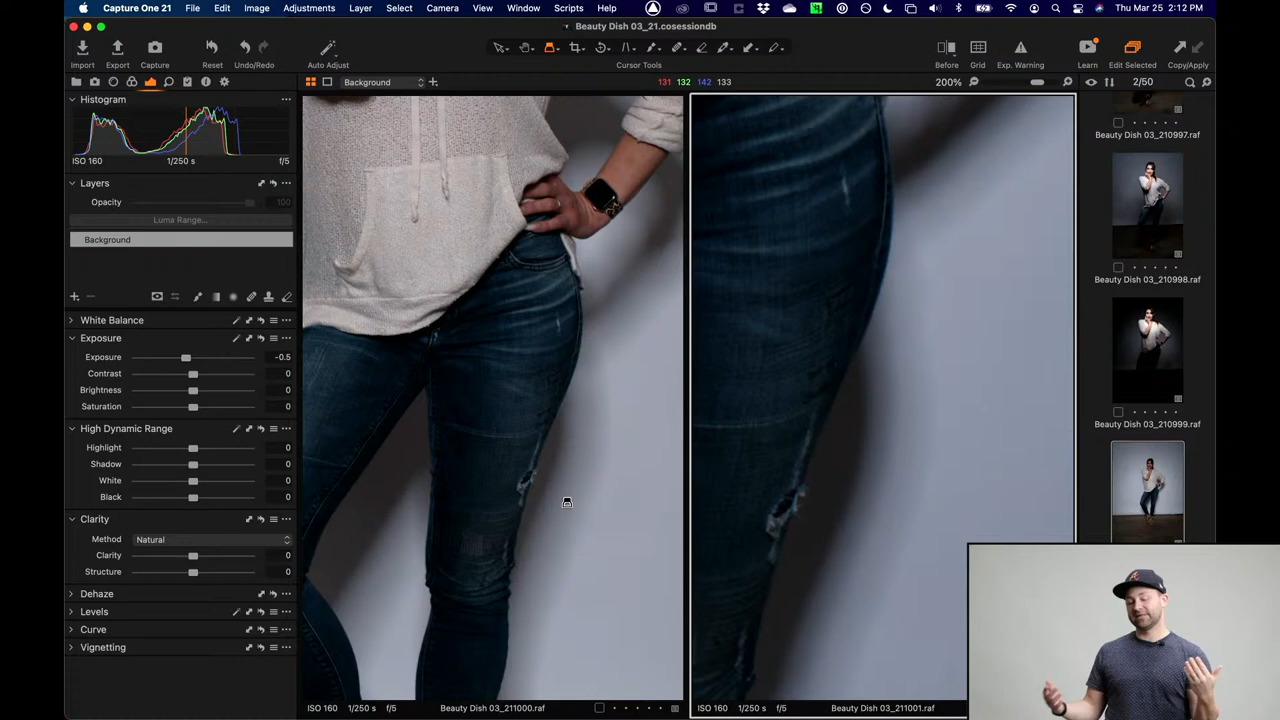 Capture One 21 File Edit Image Adjustments Layer Select Camera View Window Scripts Help Thu Mar 25 2:12 PM
Beauty Dish 03_21.cosessiondb
Import Export Capture Reset Undo/Redo Auto Adjust Cursor Tools Before Grid Exp. Warning Learn Edit Selected Copy/Apply
Background 131 132 142 133 200% 2/50
Histogram
ISO 160 1/250 s f/5
Layers
Opacity 100
Luma Range...
Background
White Balance
Exposure
Exposure -0.5
Contrast 0
Brightness 0
Saturation 0
High Dynamic Range
Highlight 0
Shadow 0
White 0
Black 0
Clarity
Method Natural
Clarity 0
Structure 0
Dehaze
Levels
Curve
Vignetting
ISO 160 1/250 s f/5 Beauty Dish 03_211000.raf
ISO 160 1/250 s f/5 Beauty Dish 03_211001.raf
Beauty Dish 03_210997.raf
Beauty Dish 03_210998.raf
Beauty Dish 03_210999.raf